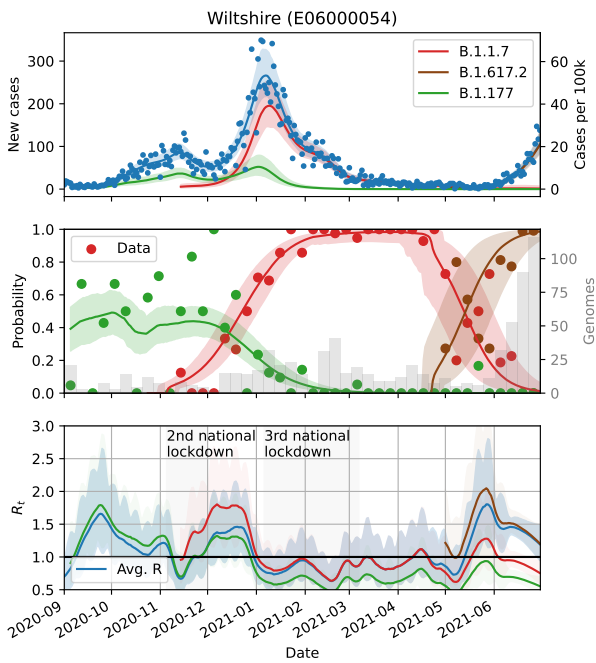 Wiltshire (E06000054)
New cases
300
200
100
0
B.1.1.7
B.1.617.2
B.1.177
60
40
20
0
Cases per 100k
Probability
1.0
0.8
0.6
0.4
0.2
0.0
Data
100
75
50
25
0
Genomes
R_t
3.0
2.5
2.0
1.5
1.0
0.5
2nd national
lockdown
3rd national
lockdown
Avg. R
2020-09
2020-10
2020-11
2020-12
2021-01
2021-02
2021-03
2021-04
2021-05
2021-06
Date